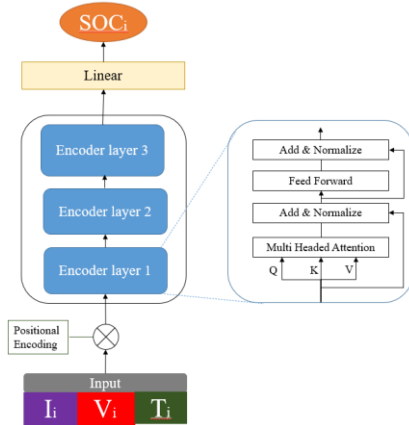 SOCᵢ
Linear
Encoder layer 3
Encoder layer 2
Encoder layer 1
Positional
Encoding
Input
Iᵢ Vᵢ Tᵢ
Add & Normalize
Feed Forward
Add & Normalize
Multi Headed Attention
Q K V